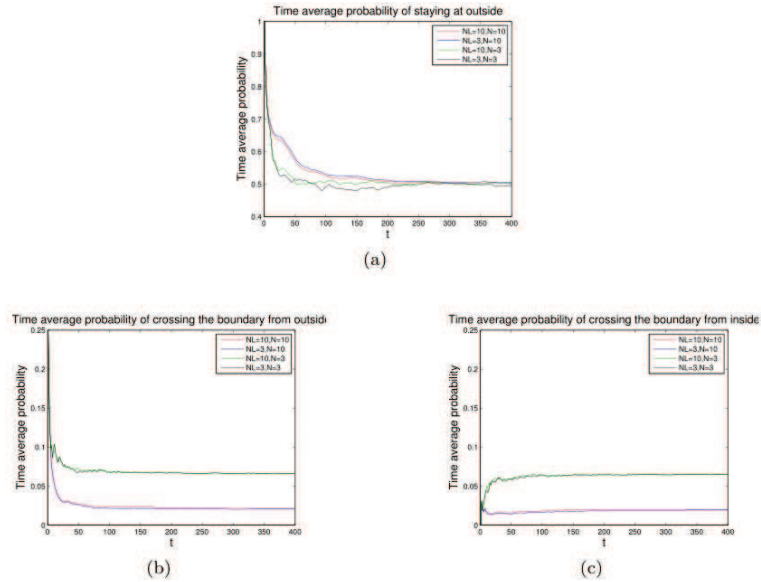 Time average probability of staying at outside
1
0.9
0.8
0.7
0.6
0.5
0.4
0 50 100 150 200 250 300 350 400
Time average probability
t
NL=10,N=10
NL=3,N=10
NL=10,N=3
NL=3,N=3
(a)
Time average probability of crossing the boundary from outside
0.25
0.2
0.15
0.1
0.05
0
0 50 100 150 200 250 300 350 400
Time average probability
t
NL=10,N=10
NL=3,N=10
NL=10,N=3
NL=3,N=3
(b)
Time average probability of crossing the boundary from inside
0.25
0.2
0.15
0.1
0.05
0
0 50 100 150 200 250 300 350 400
Time average probability
t
NL=10,N=10
NL=3,N=10
NL=10,N=3
NL=3,N=3
(c)